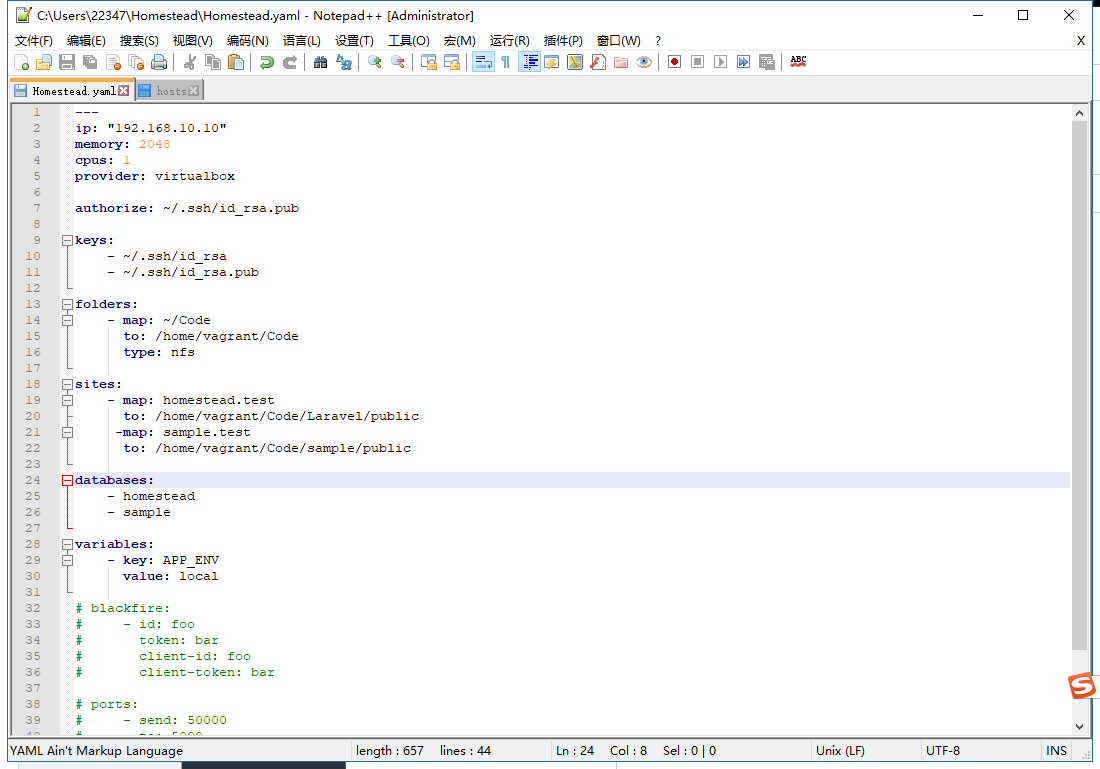 C:\Users\22347\Homestead\Homestead.yaml - Notepad++ [Administrator]
文件(F) 编辑(E) 搜索(S) 视图(V) 编码(N) 语言(L) 设置(T) 工具(O) 宏(M) 运行(R) 插件(P) 窗口(W) ? X
ABC
Homestead.yaml hosts
1 ---
2 ip: "192.168.10.10"
3 memory: 2048
4 cpus: 1
5 provider: virtualbox
6
7 authorize: ~/.ssh/id_rsa.pub
8
9 keys:
10     - ~/.ssh/id_rsa
11     - ~/.ssh/id_rsa.pub
12
13 folders:
14     - map: ~/Code
15       to: /home/vagrant/Code
16       type: nfs
17
18 sites:
19     - map: homestead.test
20       to: /home/vagrant/Code/Laravel/public
21      -map: sample.test
22       to: /home/vagrant/Code/sample/public
23
24 databases:
25     - homestead
26     - sample
27
28 variables:
29     - key: APP_ENV
30       value: local
31
32 # blackfire:
33 #     - id: foo
34 #       token: bar
35 #       client-id: foo
36 #       client-token: bar
37
38 # ports:
39 #     - send: 50000
YAML Ain't Markup Language length : 657 lines : 44 Ln : 24 Col : 8 Sel : 0 | 0 Unix (LF) UTF-8 INS